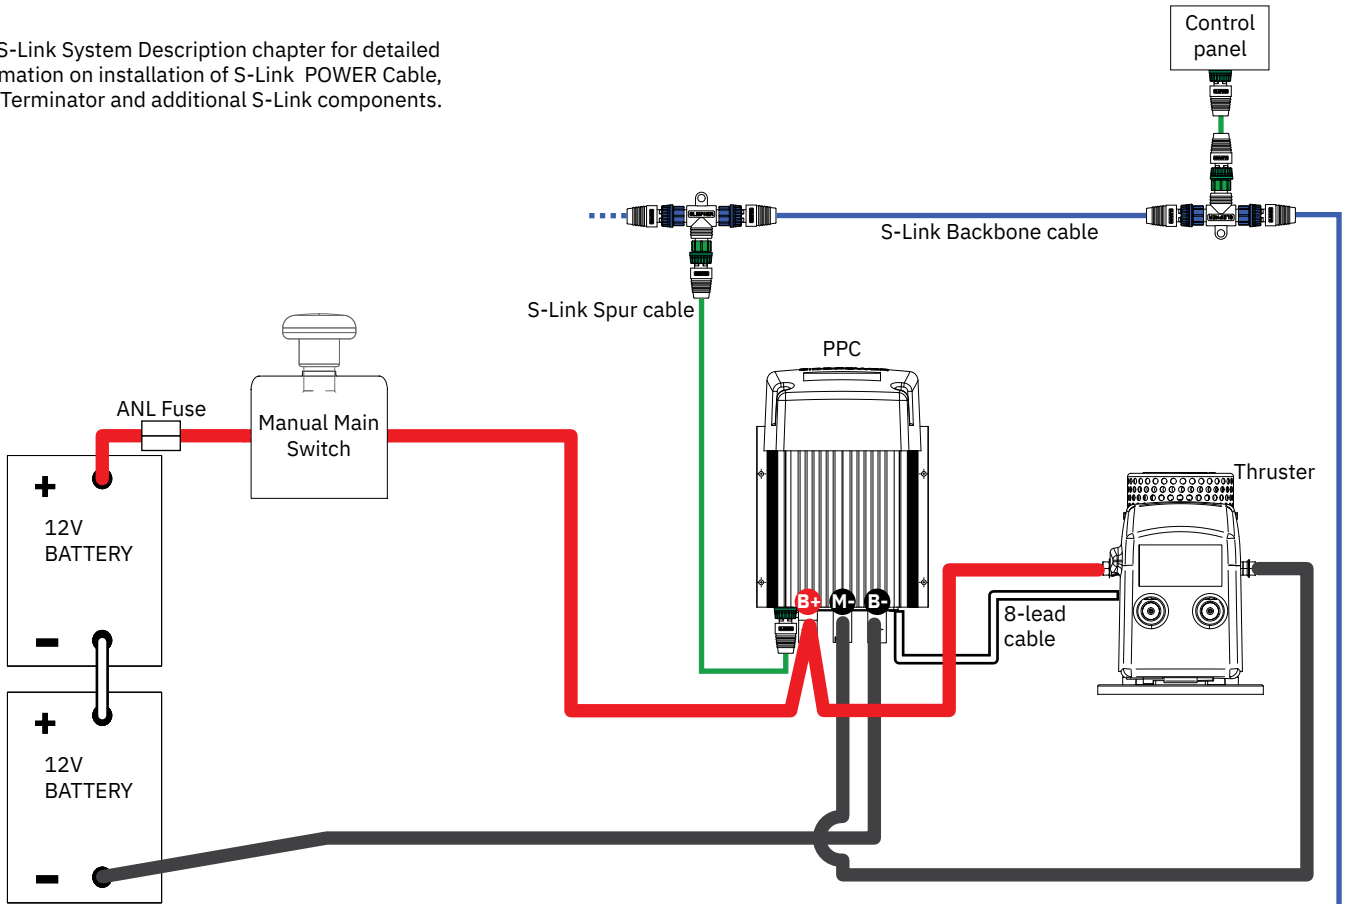 S-Link System Description chapter for detailed
mation on installation of S-Link POWER Cable,
Terminator and additional S-Link components.
Control
panel
S-Link Backbone cable
S-Link Spur cable
PPC
ANL Fuse
Manual Main
Switch
Thruster
+
12V
BATTERY
-
B+
M-
B-
8-lead
cable
+
12V
BATTERY
-